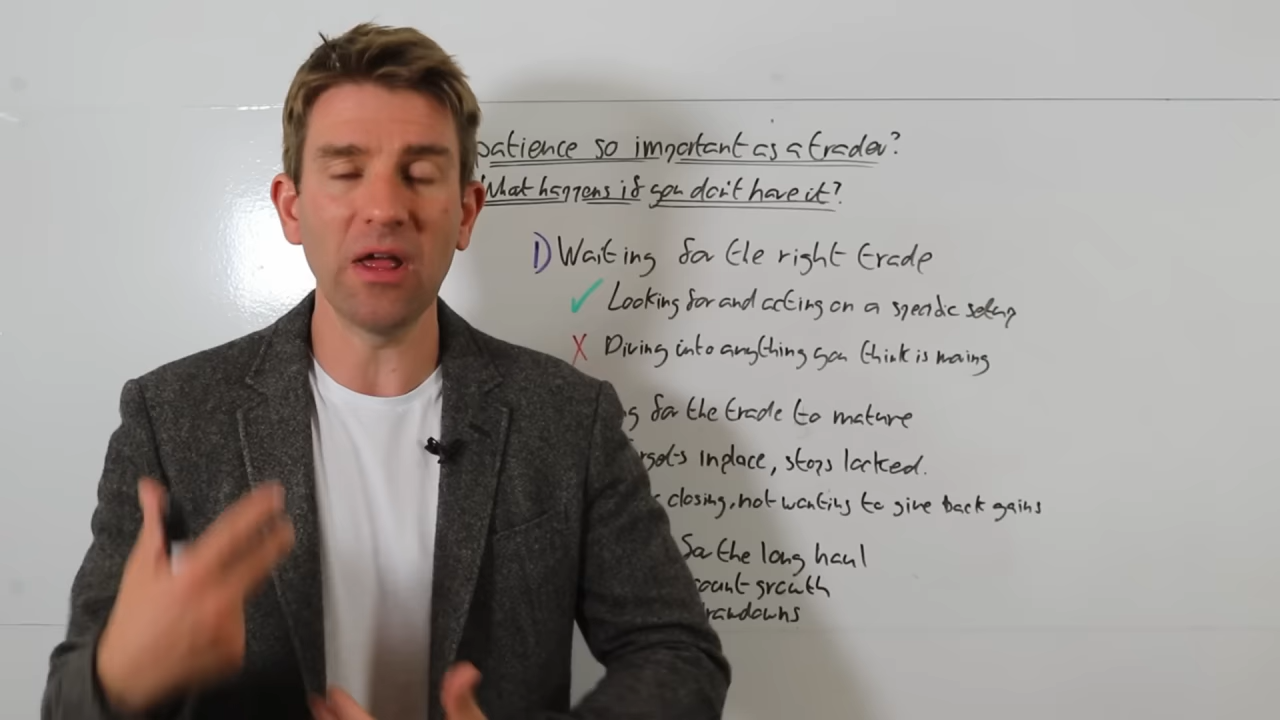 patience so important as a trader?
What happens if you don't have it?
1) Waiting for the right trade
✓ Looking for and acting on a specific setup
X Diving into anything you think is moving
for the trade to mature
in place, stops locked.
closing, not wanting to give back gains
for the long haul
growth